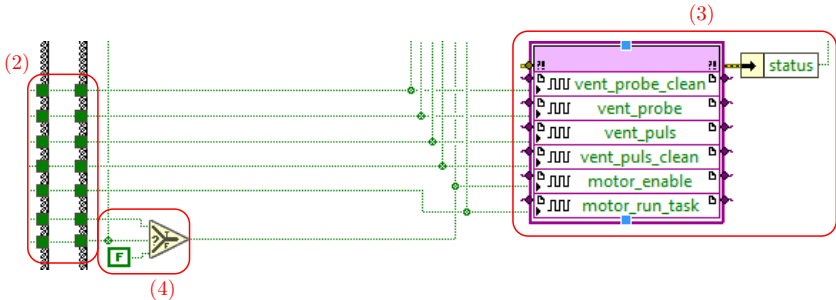 (3)
(2)
?! ?!
status
vent_probe_clean
vent_probe
vent_puls
vent_puls_clean
motor_enable
motor_run_task
? T F
F
(4)